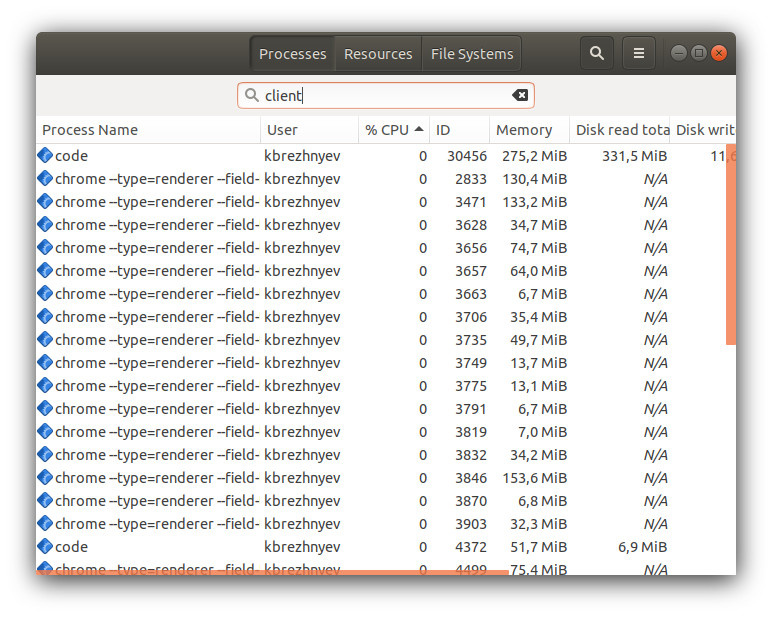 Processes Resources File Systems
client
Process Name User % CPU ID Memory Disk read tota Disk writ
code kbrezhnyev 0 30456 275,2 MiB 331,5 MiB 11,6
chrome --type=renderer --field- kbrezhnyev 0 2833 130,4 MiB N/A
chrome --type=renderer --field- kbrezhnyev 0 3471 133,2 MiB N/A
chrome --type=renderer --field- kbrezhnyev 0 3628 34,7 MiB N/A
chrome --type=renderer --field- kbrezhnyev 0 3656 74,7 MiB N/A
chrome --type=renderer --field- kbrezhnyev 0 3657 64,0 MiB N/A
chrome --type=renderer --field- kbrezhnyev 0 3663 6,7 MiB N/A
chrome --type=renderer --field- kbrezhnyev 0 3706 35,4 MiB N/A
chrome --type=renderer --field- kbrezhnyev 0 3735 49,7 MiB N/A
chrome --type=renderer --field- kbrezhnyev 0 3749 13,7 MiB N/A
chrome --type=renderer --field- kbrezhnyev 0 3775 13,1 MiB N/A
chrome --type=renderer --field- kbrezhnyev 0 3791 6,7 MiB N/A
chrome --type=renderer --field- kbrezhnyev 0 3819 7,0 MiB N/A
chrome --type=renderer --field- kbrezhnyev 0 3832 34,2 MiB N/A
chrome --type=renderer --field- kbrezhnyev 0 3846 153,6 MiB N/A
chrome --type=renderer --field- kbrezhnyev 0 3870 6,8 MiB N/A
chrome --type=renderer --field- kbrezhnyev 0 3903 32,3 MiB N/A
code kbrezhnyev 0 4372 51,7 MiB 6,9 MiB
chrome --type=renderer --field- kbrezhnyev 0 4499 75,4 MiB N/A